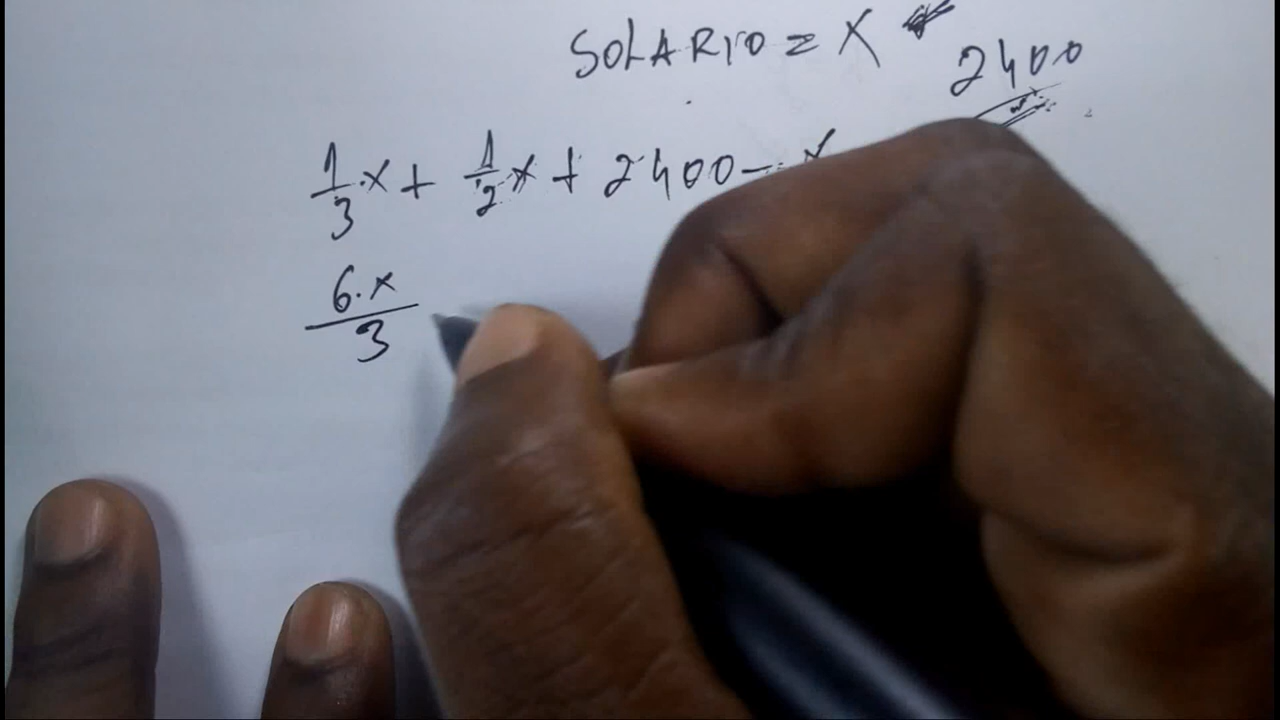 SOLARIO = X
2400
1/3 · x + 1/2 x + 2400 = x
6 · x / 3